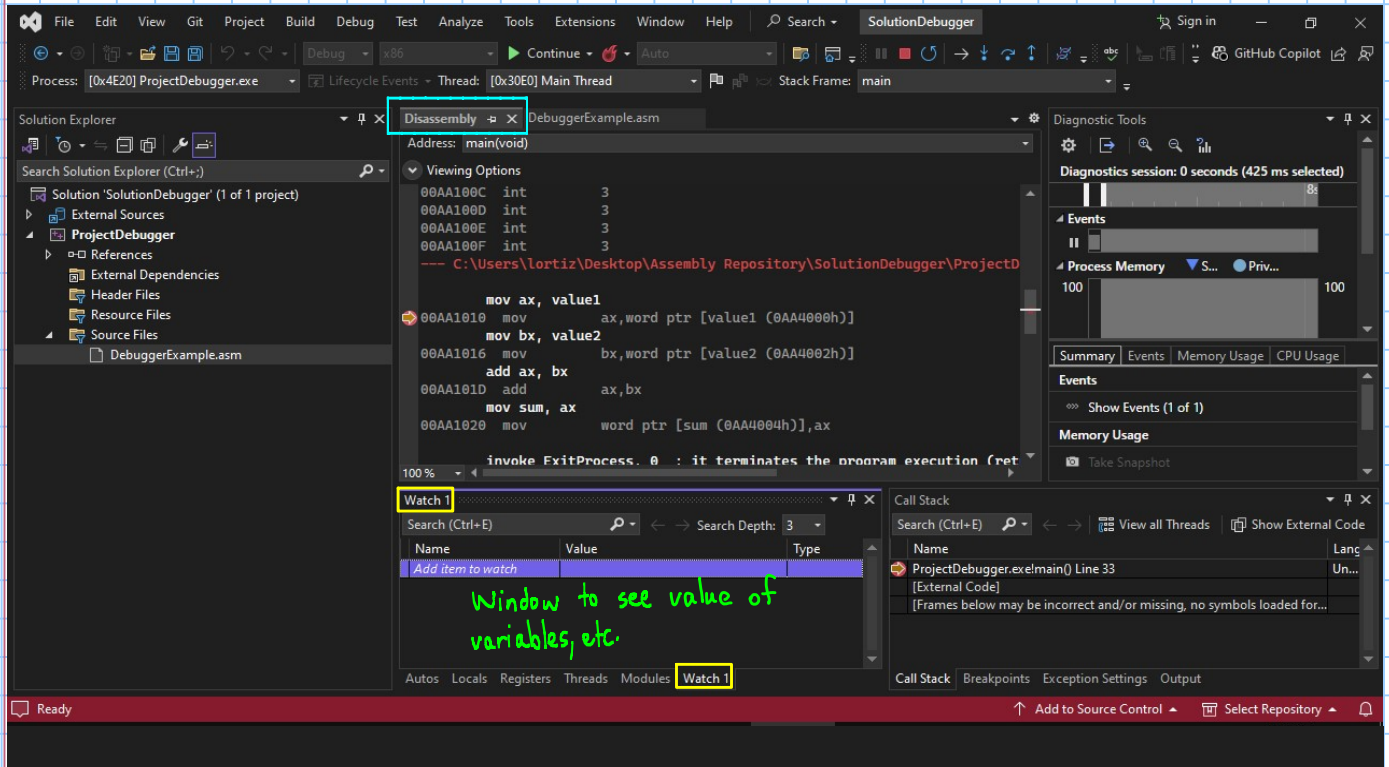 File Edit View Git Project Build Debug Test Analyze Tools Extensions Window Help Search SolutionDebugger Sign in
Debug x86 Continue Auto GitHub Copilot
Process: [0x4E20] ProjectDebugger.exe Lifecycle Events Thread: [0x30E0] Main Thread Stack Frame: main
Solution Explorer
Search Solution Explorer (Ctrl+;)
Solution 'SolutionDebugger' (1 of 1 project)
External Sources
ProjectDebugger
References
External Dependencies
Header Files
Resource Files
Source Files
DebuggerExample.asm
Disassembly DebuggerExample.asm
Address: main(void)
Viewing Options
00AA100C int 3
00AA100D int 3
00AA100E int 3
00AA100F int 3
--- C:\Users\lortiz\Desktop\Assembly Repository\SolutionDebugger\ProjectD
mov ax, value1
00AA1010 mov ax,word ptr [value1 (0AA4000h)]
mov bx, value2
00AA1016 mov bx,word ptr [value2 (0AA4002h)]
add ax, bx
00AA101D add ax,bx
mov sum, ax
00AA1020 mov word ptr [sum (0AA4004h)],ax
invoke ExitProcess, 0 ; it terminates the program execution (ret
100 %
Diagnostic Tools
Diagnostics session: 0 seconds (425 ms selected)
8s
Events
Process Memory S... Priv...
100 100
Summary Events Memory Usage CPU Usage
Events
Show Events (1 of 1)
Memory Usage
Take Snapshot
Watch 1
Search (Ctrl+E) Search Depth: 3
Name Value Type
Add item to watch
Window to see value of
variables, etc.
Autos Locals Registers Threads Modules Watch 1
Call Stack
Search (Ctrl+E) View all Threads Show External Code
Name Lang
ProjectDebugger.exe!main() Line 33 Un...
[External Code]
[Frames below may be incorrect and/or missing, no symbols loaded for...
Call Stack Breakpoints Exception Settings Output
Ready Add to Source Control Select Repository